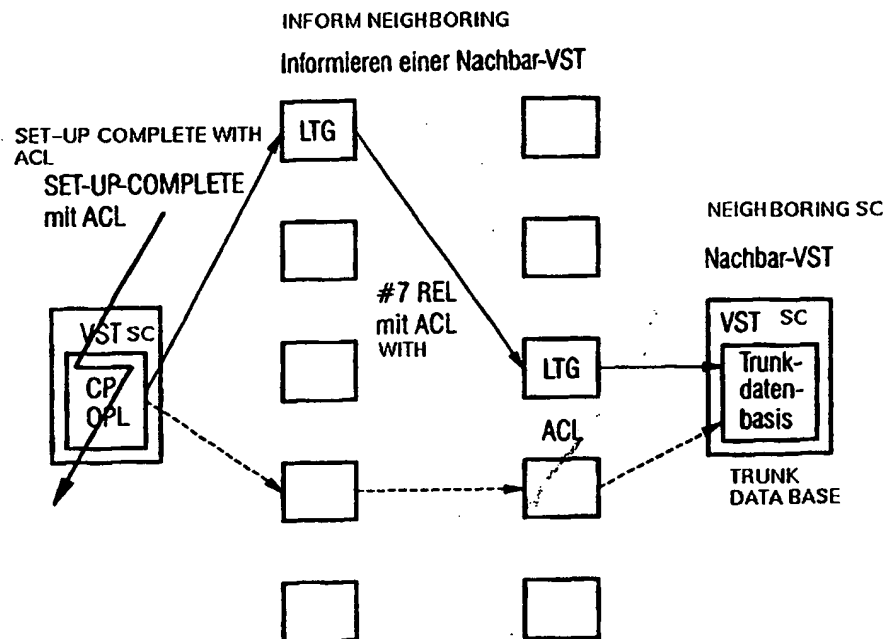 INFORM NEIGHBORING
Informieren einer Nachbar-VST
SET-UP COMPLETE WITH
ACL
SET-UP-COMPLETE
mit ACL
LTG
NEIGHBORING SC
Nachbar-VST
#7 REL
mit ACL
WITH
VST SC
CP
OPL
LTG
ACL
VST SC
Trunk-
daten-
basis
TRUNK
DATA BASE